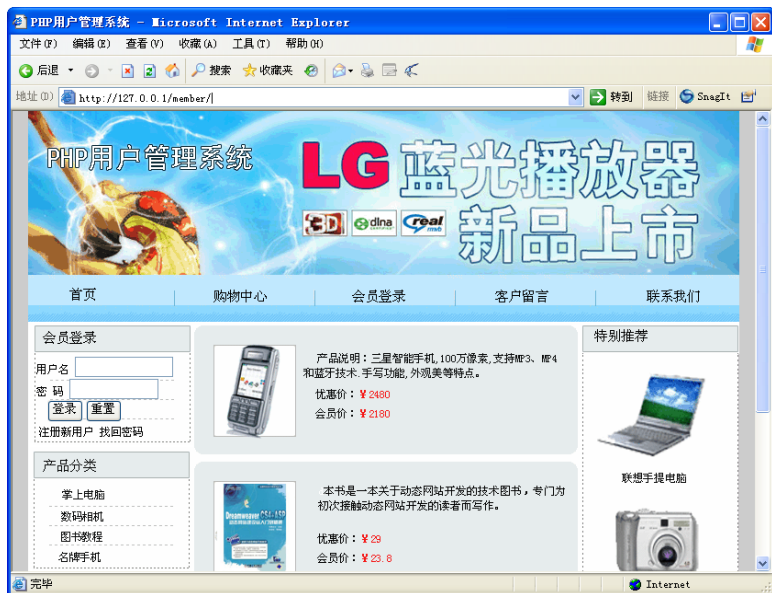 PHP用户管理系统 - Microsoft Internet Explorer
文件(F) 编辑(E) 查看(V) 收藏(A) 工具(T) 帮助(H)
后退 搜索 收藏夹
地址(D) http://127.0.0.1/member/ 转到 链接 SnagIt
PHP用户管理系统
LG 蓝光播放器
3D dlna real
新品上市
首页 购物中心 会员登录 客户留言 联系我们
会员登录
用户名
密 码
登录 重置
注册新用户 找回密码
产品分类
掌上电脑
数码相机
图书教程
名牌手机
产品说明：三星智能手机,100万像素,支持MP3、MP4
和蓝牙技术.手写功能,外观美等特点。
优惠价：￥2480
会员价：￥2180
Dreamweaver CS4+ASP
本书是一本关于动态网站开发的技术图书，专门为
初次接触动态网站开发的读者而写作。
优惠价：￥29
会员价：￥23.8
特别推荐
联想手提电脑
完毕 Internet